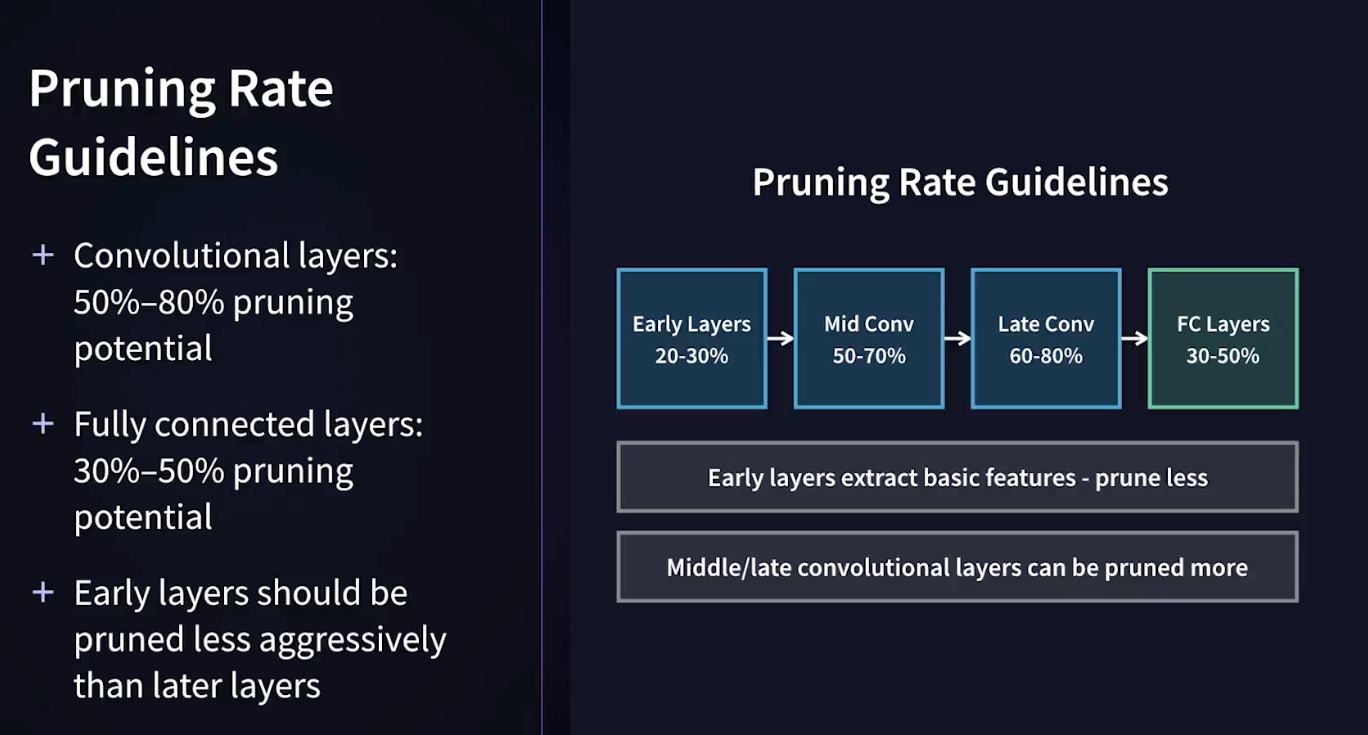 Pruning Rate
Guidelines
+ Convolutional layers:
50%–80% pruning
potential
+ Fully connected layers:
30%–50% pruning
potential
+ Early layers should be
pruned less aggressively
than later layers
Pruning Rate Guidelines
Early Layers
20-30%
Mid Conv
50-70%
Late Conv
60-80%
FC Layers
30-50%
Early layers extract basic features - prune less
Middle/late convolutional layers can be pruned more